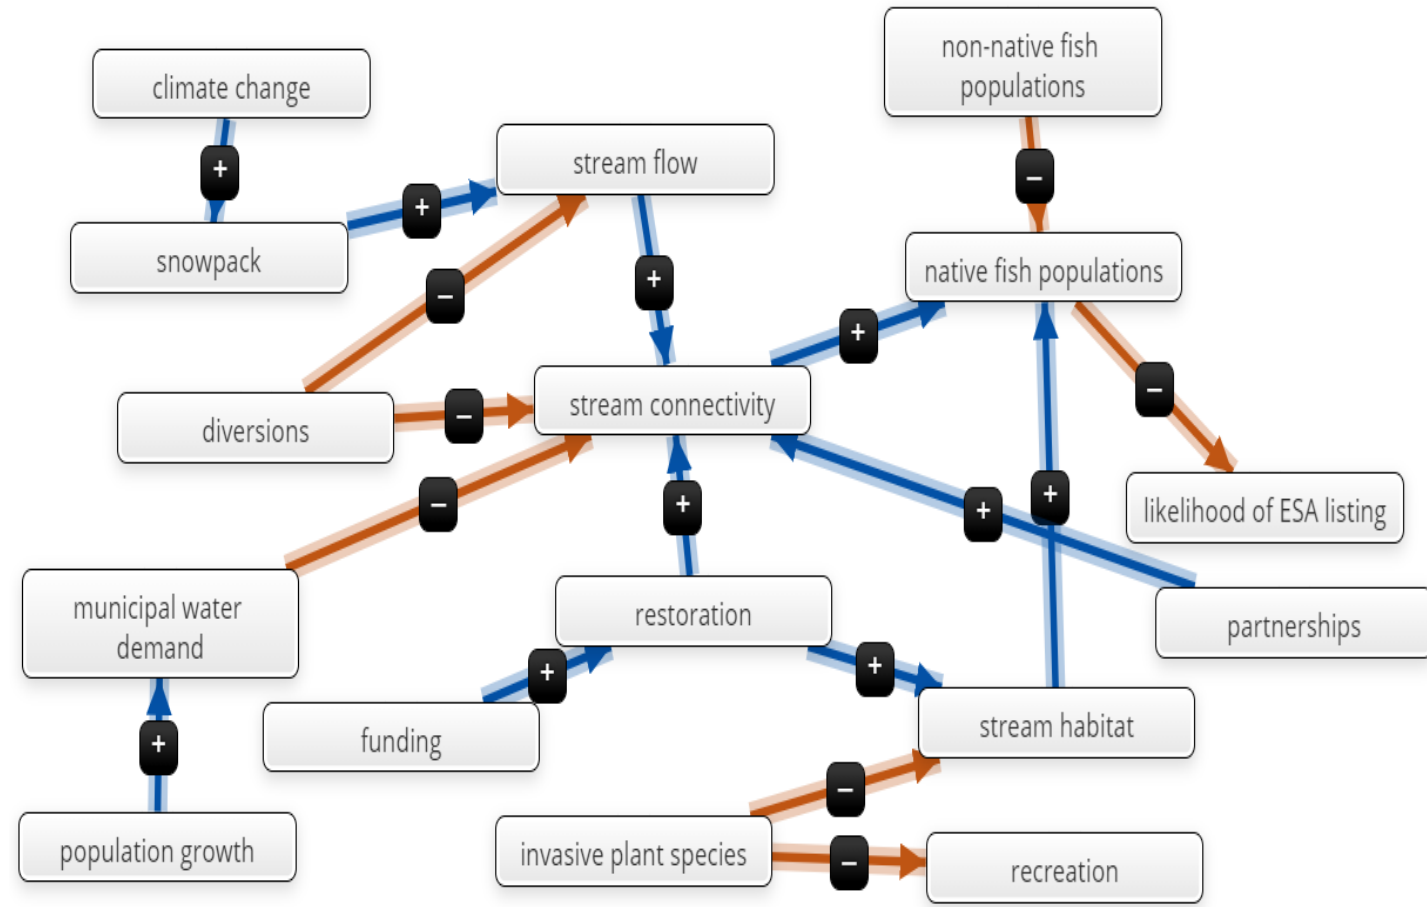 non-native fish
populations
climate change
+
–
stream flow
+
+
snowpack
native fish populations
–
+
+
–
stream connectivity
diversions
–
–
+
+
+
likelihood of ESA listing
municipal water
demand
restoration
partnerships
+
+
funding
stream habitat
+
–
population growth
invasive plant species
–
recreation